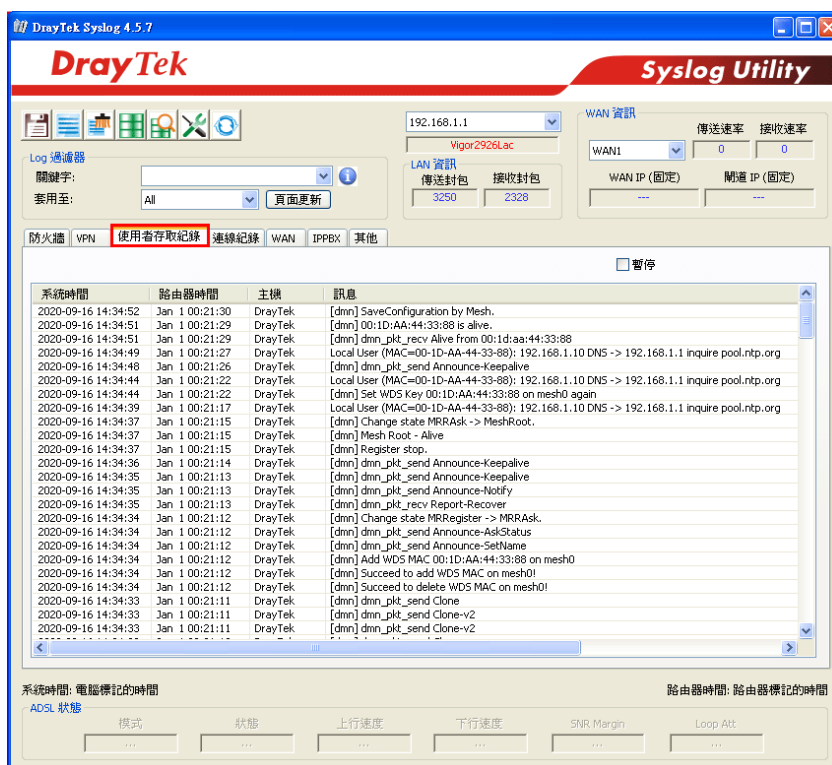 DrayTek Syslog 4.5.7
DrayTek
Syslog Utility
192.168.1.1
Vigor2926Lac
WAN 資訊
傳送速率 接收速率
WAN1 0 0
WAN IP (固定) 閘道 IP (固定)
--- ---
Log 過濾器
關鍵字:
套用至: All 頁面更新
LAN 資訊
傳送封包 接收封包
3250 2328
防火牆 VPN 使用者存取紀錄 連線紀錄 WAN IPPBX 其他
暫停
系統時間 路由器時間 主機 訊息
2020-09-16 14:34:52 Jan 1 00:21:30 DrayTek [dmn] SaveConfiguration by Mesh.
2020-09-16 14:34:51 Jan 1 00:21:29 DrayTek [dmn] 00:1D:AA:44:33:88 is alive.
2020-09-16 14:34:51 Jan 1 00:21:29 DrayTek [dmn] dmn_pkt_recv Alive from 00:1d:aa:44:33:88
2020-09-16 14:34:49 Jan 1 00:21:27 DrayTek Local User (MAC=00-1D-AA-44-33-88): 192.168.1.10 DNS -> 192.168.1.1 inquire pool.ntp.org
2020-09-16 14:34:48 Jan 1 00:21:26 DrayTek [dmn] dmn_pkt_send Announce-Keepalive
2020-09-16 14:34:44 Jan 1 00:21:22 DrayTek Local User (MAC=00-1D-AA-44-33-88): 192.168.1.10 DNS -> 192.168.1.1 inquire pool.ntp.org
2020-09-16 14:34:44 Jan 1 00:21:22 DrayTek [dmn] Set WDS Key 00:1D:AA:44:33:88 on mesh0 again
2020-09-16 14:34:39 Jan 1 00:21:17 DrayTek Local User (MAC=00-1D-AA-44-33-88): 192.168.1.10 DNS -> 192.168.1.1 inquire pool.ntp.org
2020-09-16 14:34:37 Jan 1 00:21:15 DrayTek [dmn] Change state MRRAsk -> MeshRoot.
2020-09-16 14:34:37 Jan 1 00:21:15 DrayTek [dmn] Mesh Root - Alive
2020-09-16 14:34:37 Jan 1 00:21:15 DrayTek [dmn] Register stop.
2020-09-16 14:34:36 Jan 1 00:21:14 DrayTek [dmn] dmn_pkt_send Announce-Keepalive
2020-09-16 14:34:35 Jan 1 00:21:13 DrayTek [dmn] dmn_pkt_send Announce-Keepalive
2020-09-16 14:34:35 Jan 1 00:21:13 DrayTek [dmn] dmn_pkt_send Announce-Notify
2020-09-16 14:34:35 Jan 1 00:21:13 DrayTek [dmn] dmn_pkt_recv Report-Recover
2020-09-16 14:34:34 Jan 1 00:21:12 DrayTek [dmn] Change state MRRegister -> MRRAsk.
2020-09-16 14:34:34 Jan 1 00:21:12 DrayTek [dmn] dmn_pkt_send Announce-AskStatus
2020-09-16 14:34:34 Jan 1 00:21:12 DrayTek [dmn] dmn_pkt_send Announce-SetName
2020-09-16 14:34:34 Jan 1 00:21:12 DrayTek [dmn] Add WDS MAC 00:1D:AA:44:33:88 on mesh0
2020-09-16 14:34:34 Jan 1 00:21:12 DrayTek [dmn] Succeed to add WDS MAC on mesh0!
2020-09-16 14:34:34 Jan 1 00:21:12 DrayTek [dmn] Succeed to delete WDS MAC on mesh0!
2020-09-16 14:34:33 Jan 1 00:21:11 DrayTek [dmn] dmn_pkt_send Clone
2020-09-16 14:34:33 Jan 1 00:21:11 DrayTek [dmn] dmn_pkt_send Clone-v2
2020-09-16 14:34:33 Jan 1 00:21:11 DrayTek [dmn] dmn_pkt_send Clone-v2
系統時間: 電腦標記的時間 路由器時間: 路由器標記的時間
ADSL 狀態
模式 狀態 上行速度 下行速度 SNR Margin Loop Att
... ... ... ... ... ...